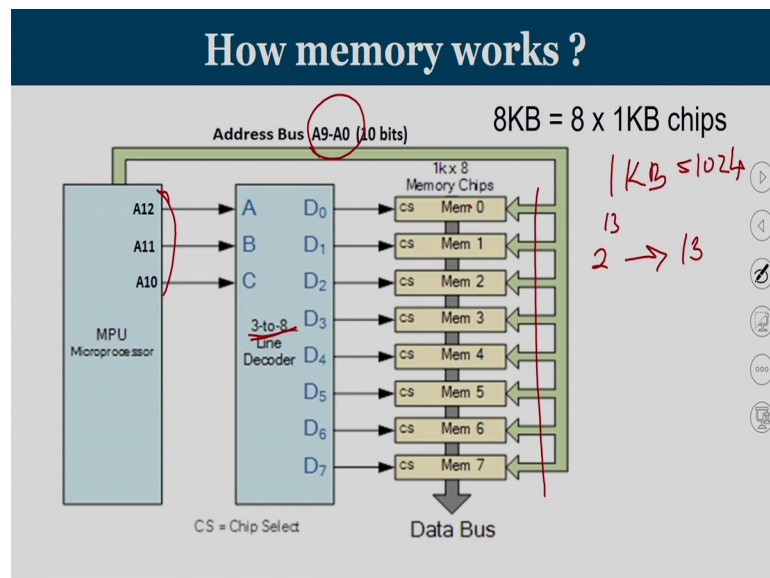 How memory works ?
8KB = 8 x 1KB chips
Address Bus A9-A0 (10 bits)
1KB = 1024
13
2 → 13
1k x 8
Memory Chips
A12
A11
A10
MPU
Microprocessor
A
B
C
3-to-8
Line
Decoder
D0
D1
D2
D3
D4
D5
D6
D7
cs Mem 0
cs Mem 1
cs Mem 2
cs Mem 3
cs Mem 4
cs Mem 5
cs Mem 6
cs Mem 7
CS = Chip Select
Data Bus